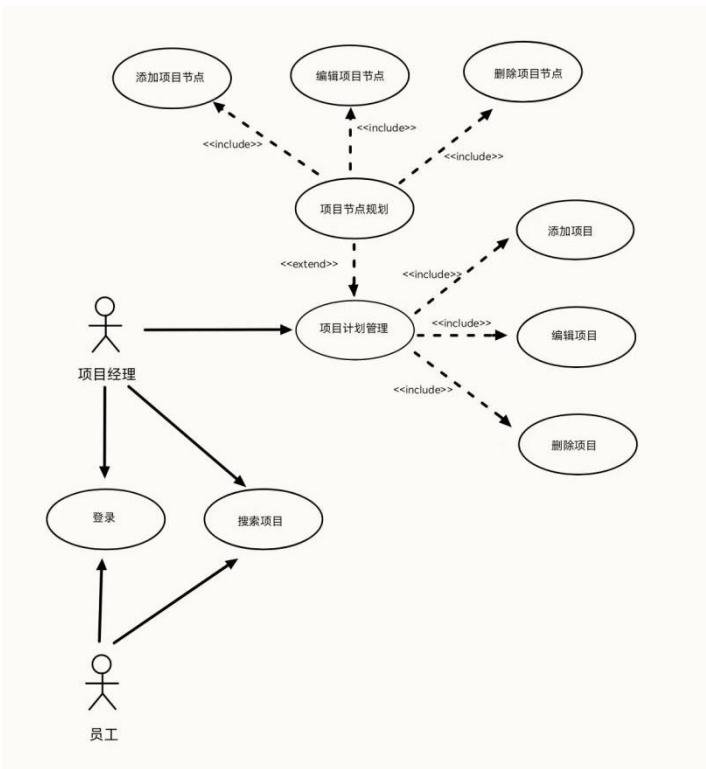 添加项目节点
编辑项目节点
删除项目节点
<<include>>
<<include>>
<<include>>
项目节点规划
添加项目
<<extend>>
<<include>>
项目计划管理
<<include>>
编辑项目
项目经理
<<include>>
删除项目
登录
搜索项目
员工